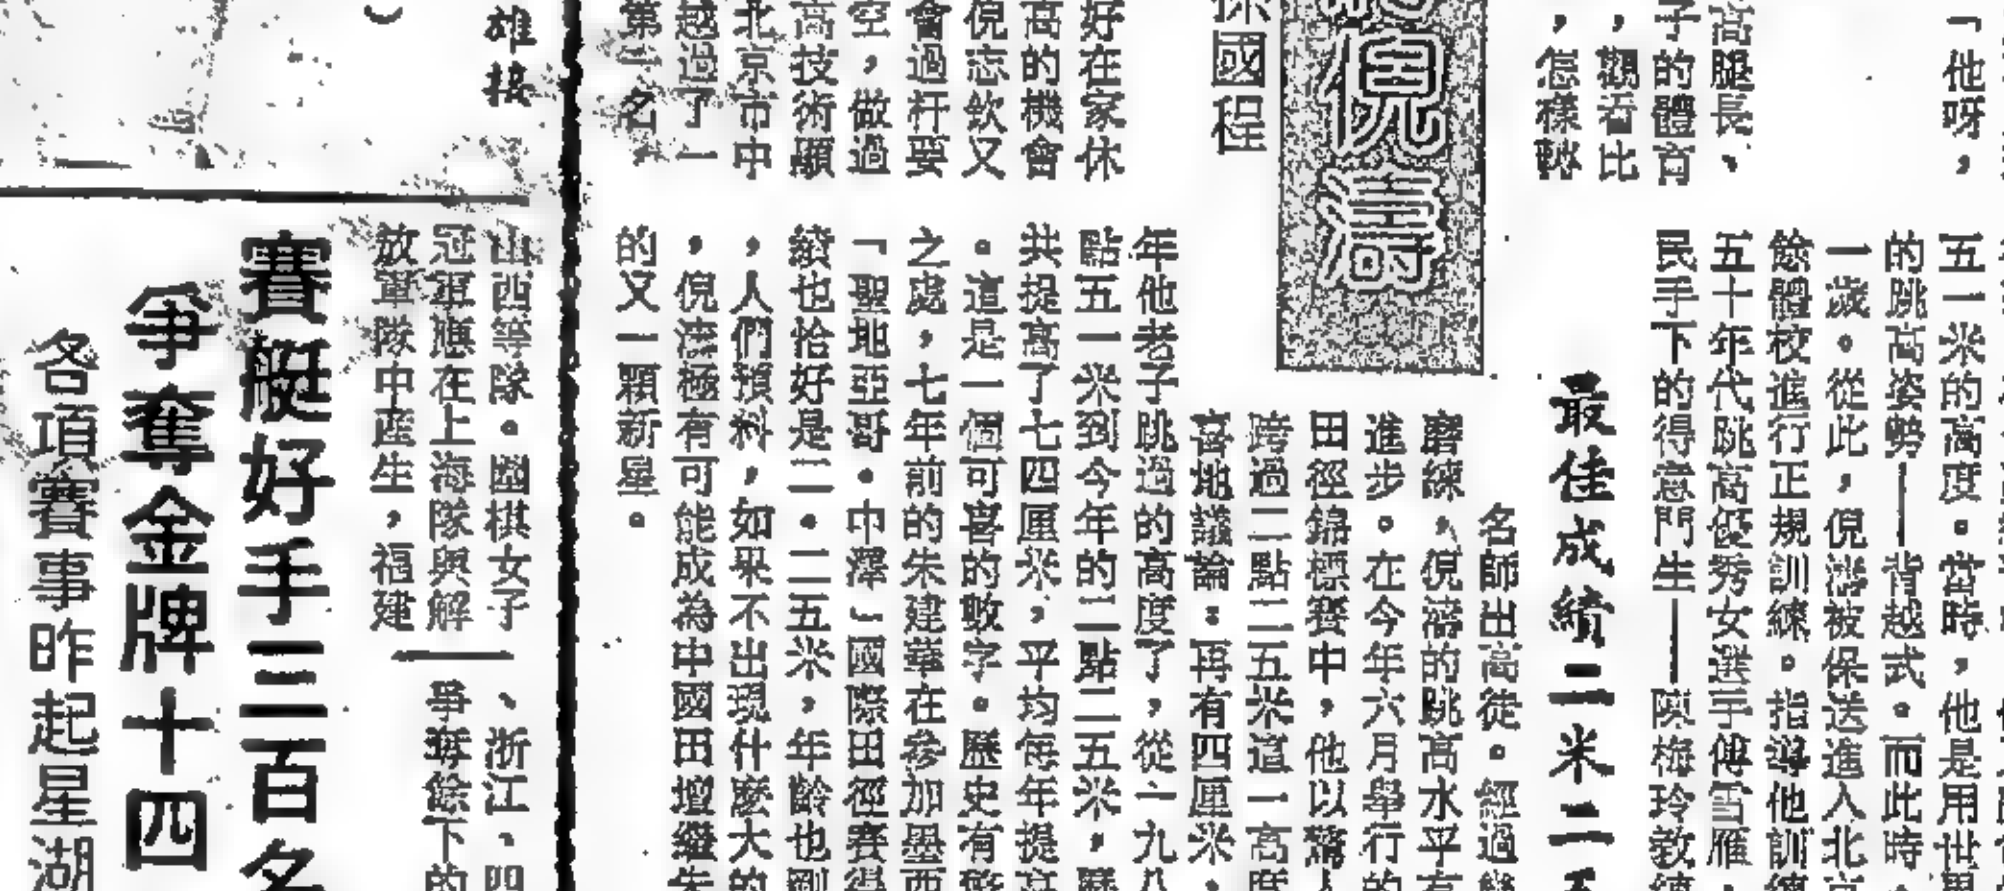 「他呀，
高腿長、
子的體育
，觀看比
，怎樣轉
倪濤
國程
好在家休
高的機會
倪志欽又
會過杆要
空，做過
高技術顯
北京市中
越過了一
第三名，
五一米的高度。當時，他是用世界
的跳高姿勢——背越式。而此時，
一歲。從此，倪濤被保送進入北京
餘體校進行正規訓練。指導他訓練
五十年代跳高優秀女選手傅雪雁，
民手下的得意門生——陳梅玲教練
最佳成績二米二五
名師出高徒。經過幾
磨練，倪濤的跳高水平有
進步。在今年六月舉行的
田徑錦標賽中，他以驚人
跨過二點二五米這一高度
喜地議論：再有四厘米，
年他老子跳過的高度了，從一九八
點五一米到今年的二點二五米，歷
共提高了七四厘米，平均每年提高
。這是一個可喜的數字。歷史有驚
之處，七年前的朱建華在參加墨西
「聖地亞哥・中澤」國際田徑賽得
績也恰好是二・二五米，年齡也剛
，人們預料，如果不出現什麼大的
，倪濤極有可能成為中國田壇繼朱
的又一顆新星。
雄
山西等隊。圍棋女子
冠軍應在上海隊與解
放軍隊中產生，福建
、浙江、四
爭奪餘下的
賽艇好手三百名
爭奪金牌十四
各項賽事昨起星湖